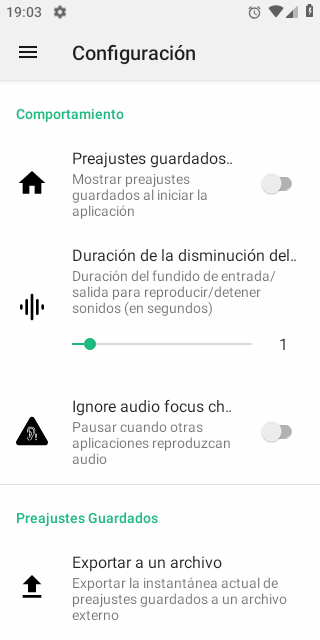 19:03
Configuración
Comportamiento
Preajustes guardados..
Mostrar preajustes
guardados al iniciar la
aplicación
Duración de la disminución del..
Duración del fundido de entrada/
salida para reproducir/detener
sonidos (en segundos)
1
Ignore audio focus ch..
Pausar cuando otras
aplicaciones reproduzcan
audio
Preajustes Guardados
Exportar a un archivo
Exportar la instantánea actual de
preajustes guardados a un archivo
externo